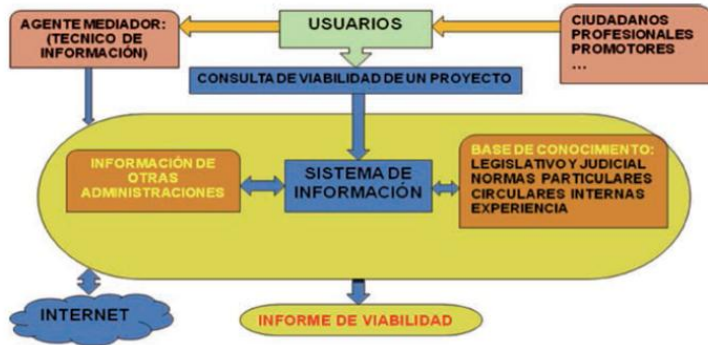 AGENTE MEDIADOR:
(TECNICO DE
INFORMACIÓN)
USUARIOS
CIUDADANOS
PROFESIONALES
PROMOTORES
...
CONSULTA DE VIABILIDAD DE UN PROYECTO
INFORMACIÓN DE
OTRAS
ADMINISTRACIONES
SISTEMA DE
INFORMACIÓN
BASE DE CONOCIMIENTO:
LEGISLATIVO Y JUDICIAL
NORMAS PARTICULARES
CIRCULARES INTERNAS
EXPERIENCIA
INTERNET
INFORME DE VIABILIDAD